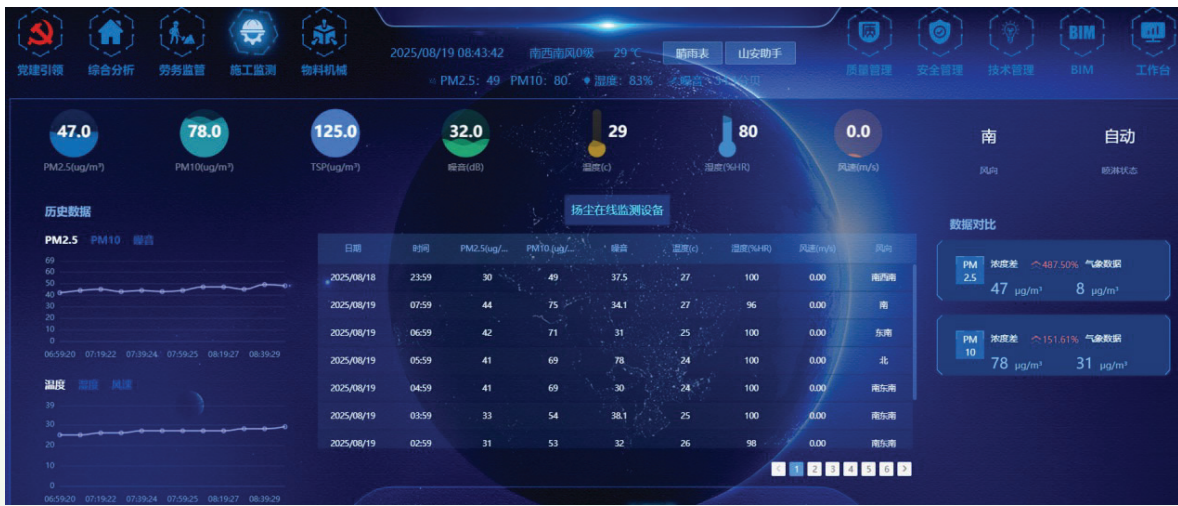 党建引领 综合分析 劳务监管 施工监测 物料机械
2025/08/19 08:43:42 南西南风0级 29 ℃ 晴雨表 山安助手
质量管理 安全管理 技术管理 BIM 工作台
PM2.5: 49 PM10: 80 湿度: 83% 噪音:
47.0 78.0 125.0 32.0 29 80 0.0 南 自动
PM2.5(ug/m³) PM10(ug/m³) TSP(ug/m³) 噪音(dB) 温度(c) 湿度(%HR) 风速(m/s) 风向 喷淋状态
历史数据
PM2.5 PM10 噪音
69
60
50
40
30
20
10
0
06:59:20 07:19:22 07:39:24 07:59:25 08:19:27 08:39:29
温度 湿度 风速
39
30
20
10
0
06:59:20 07:19:22 07:39:24 07:59:25 08:19:27 08:39:29
扬尘在线监测设备
日期 时间 PM2.5(ug/... PM10 (ug/... 噪音 温度(c) 湿度(%HR) 风速(m/s) 风向
2025/08/18 23:59 30 49 37.5 27 100 0.00 南西南
2025/08/19 07:59 44 75 34.1 27 96 0.00 南
2025/08/19 06:59 42 71 31 25 100 0.00 东南
2025/08/19 05:59 41 69 78 24 100 0.00 北
2025/08/19 04:59 41 69 30 24 100 0.00 南东南
2025/08/19 03:59 33 54 38.1 25 100 0.00 南东南
2025/08/19 02:59 31 53 32 26 98 0.00 南东南
< 1 2 3 4 5 6 >
数据对比
PM 2.5 浓度差 487.50% 气象数据
47 μg/m³ 8 μg/m³
PM 10 浓度差 151.61% 气象数据
78 μg/m³ 31 μg/m³